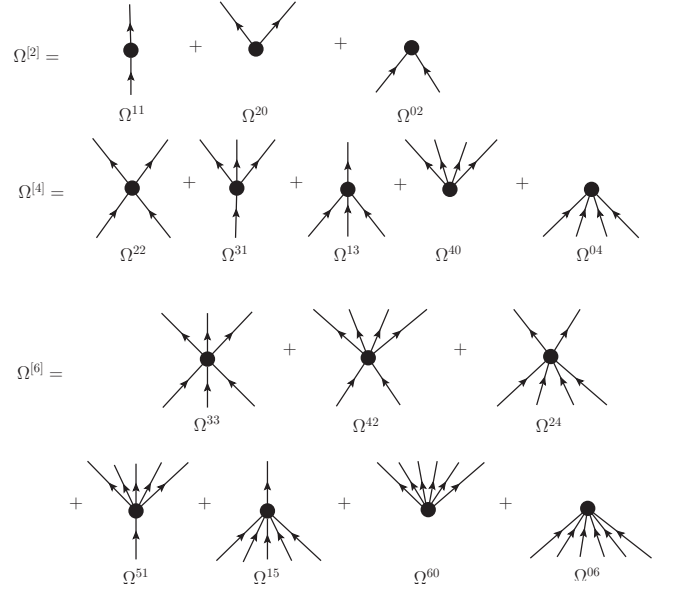 Ω^{[2]} = + +
Ω^{11} Ω^{20} Ω^{02}
Ω^{[4]} = + + + +
Ω^{22} Ω^{31} Ω^{13} Ω^{40} Ω^{04}
Ω^{[6]} = + +
Ω^{33} Ω^{42} Ω^{24}
+ + + +
Ω^{51} Ω^{15} Ω^{60} Ω^{06}